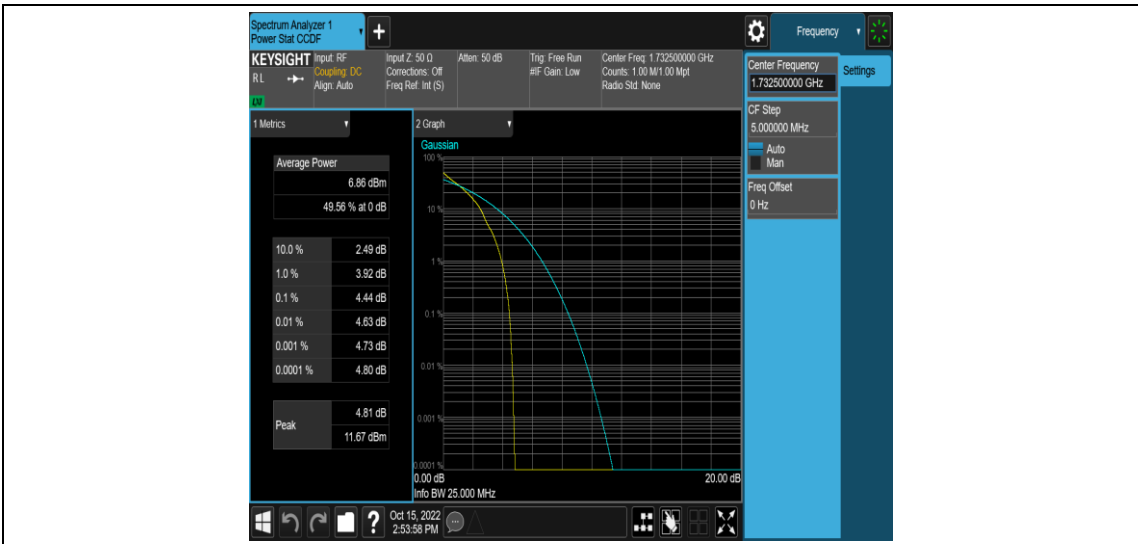 Spectrum Analyzer 1
Power Stat CCDF
+
Frequency
KEYSIGHT
RL
LXI
Input: RF
Coupling: DC
Align: Auto
Input Z: 50 Ω
Corrections: Off
Freq Ref: Int (S)
Atten: 50 dB
Trig: Free Run
#IF Gain: Low
Center Freq: 1.732500000 GHz
Counts: 1.00 M/1.00 Mpt
Radio Std: None
Center Frequency
1.732500000 GHz
Settings
CF Step
5.000000 MHz
Auto
Man
Freq Offset
0 Hz
1 Metrics
Average Power
6.86 dBm
49.56 % at 0 dB
10.0 % 2.49 dB
1.0 % 3.92 dB
0.1 % 4.44 dB
0.01 % 4.63 dB
0.001 % 4.73 dB
0.0001 % 4.80 dB
Peak
4.81 dB
11.67 dBm
2 Graph
Gaussian
100 %
10 %
1 %
0.1 %
0.01 %
0.001 %
0.0001 %
0.00 dB 20.00 dB
Info BW 25.000 MHz
?
Oct 15, 2022
2:53:58 PM